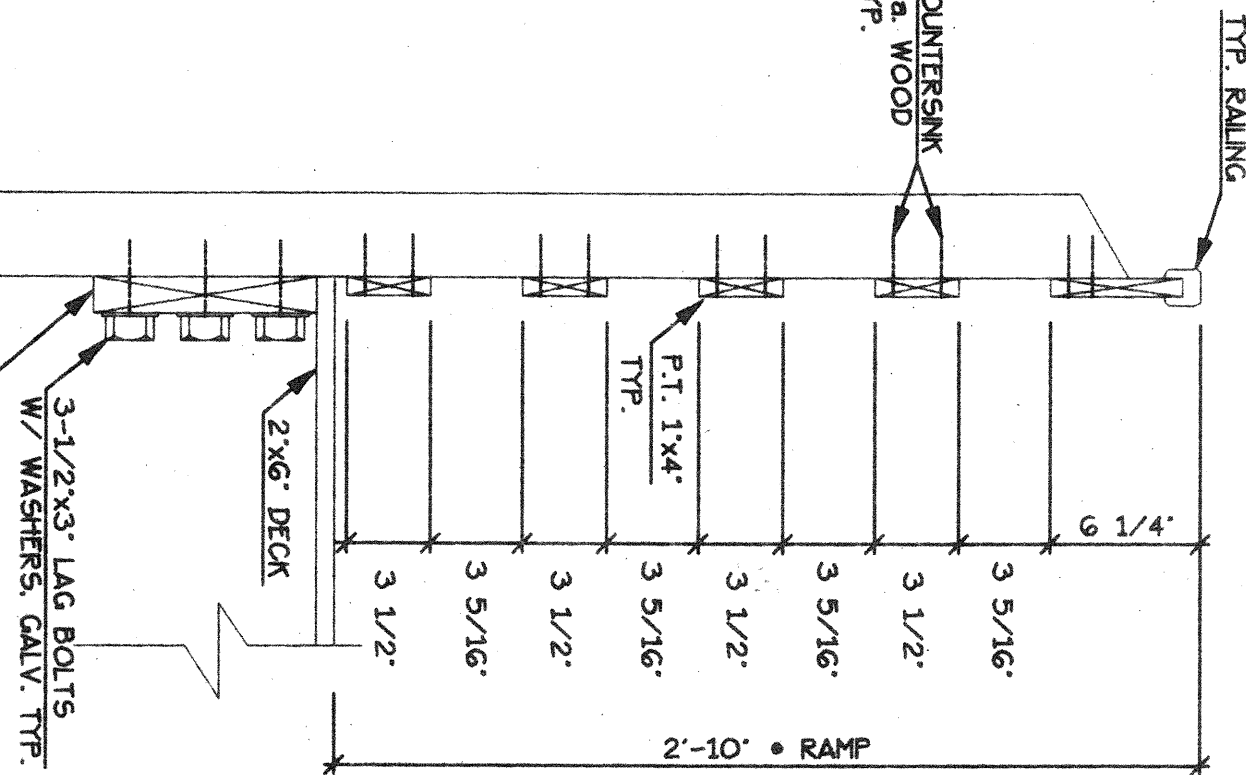 TYP. RAILING
OUNTERSINK
a. WOOD
YP.
P.T. 1"x4"
TYP.
2"x6" DECK
3-1/2"x3" LAG BOLTS
W/ WASHERS, GALV. TYP.
6 1/4"
3 5/16"
3 1/2"
3 5/16"
3 1/2"
3 5/16"
3 1/2"
3 5/16"
3 1/2"
2'-10" • RAMP